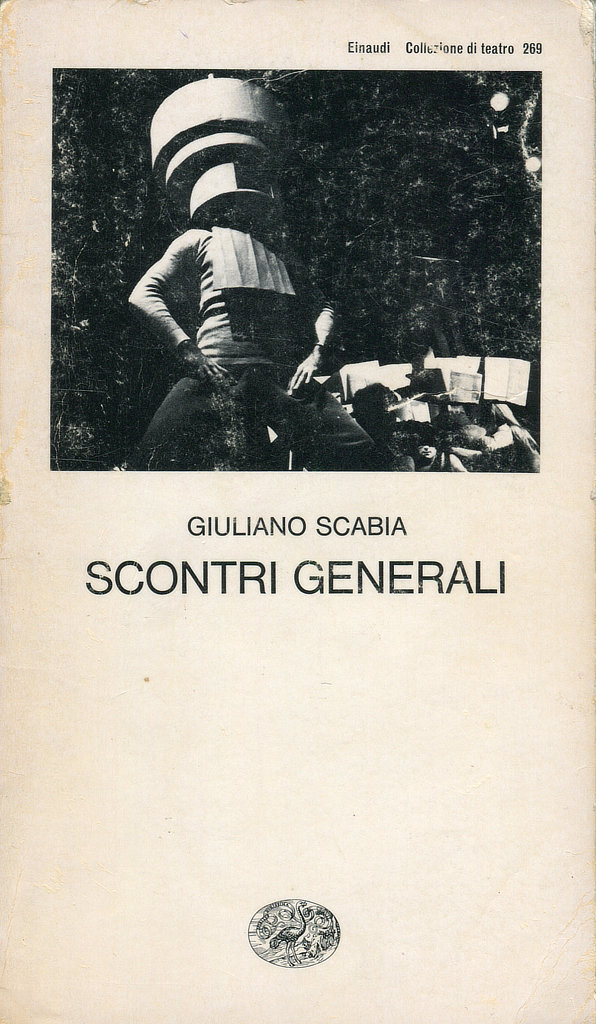 Einaudi Collezione di teatro 269
GIULIANO SCABIA
SCONTRI GENERALI